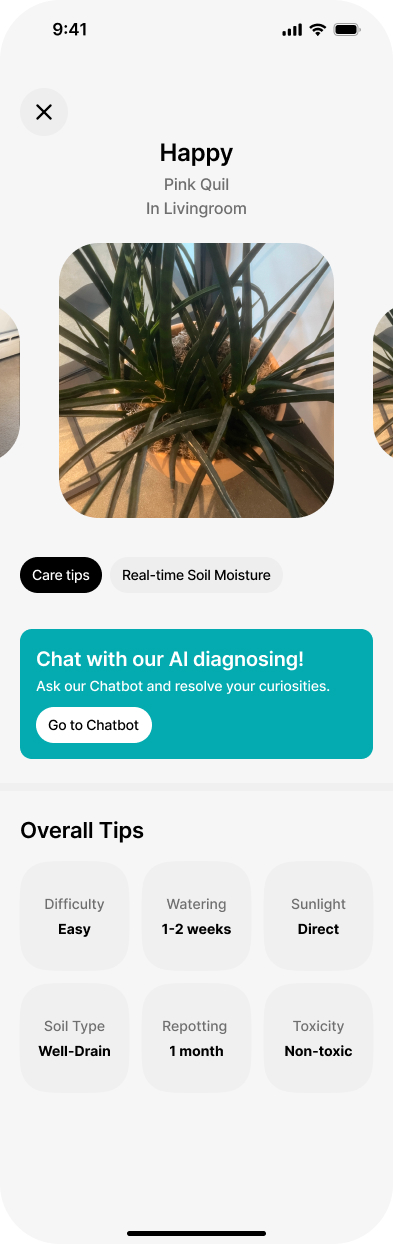 9:41
Happy
Pink Quil
In Livingroom
Care tips
Real-time Soil Moisture
Chat with our AI diagnosing!
Ask our Chatbot and resolve your curiosities.
Go to Chatbot
Overall Tips
Difficulty
Easy
Watering
1-2 weeks
Sunlight
Direct
Soil Type
Well-Drain
Repotting
1 month
Toxicity
Non-toxic